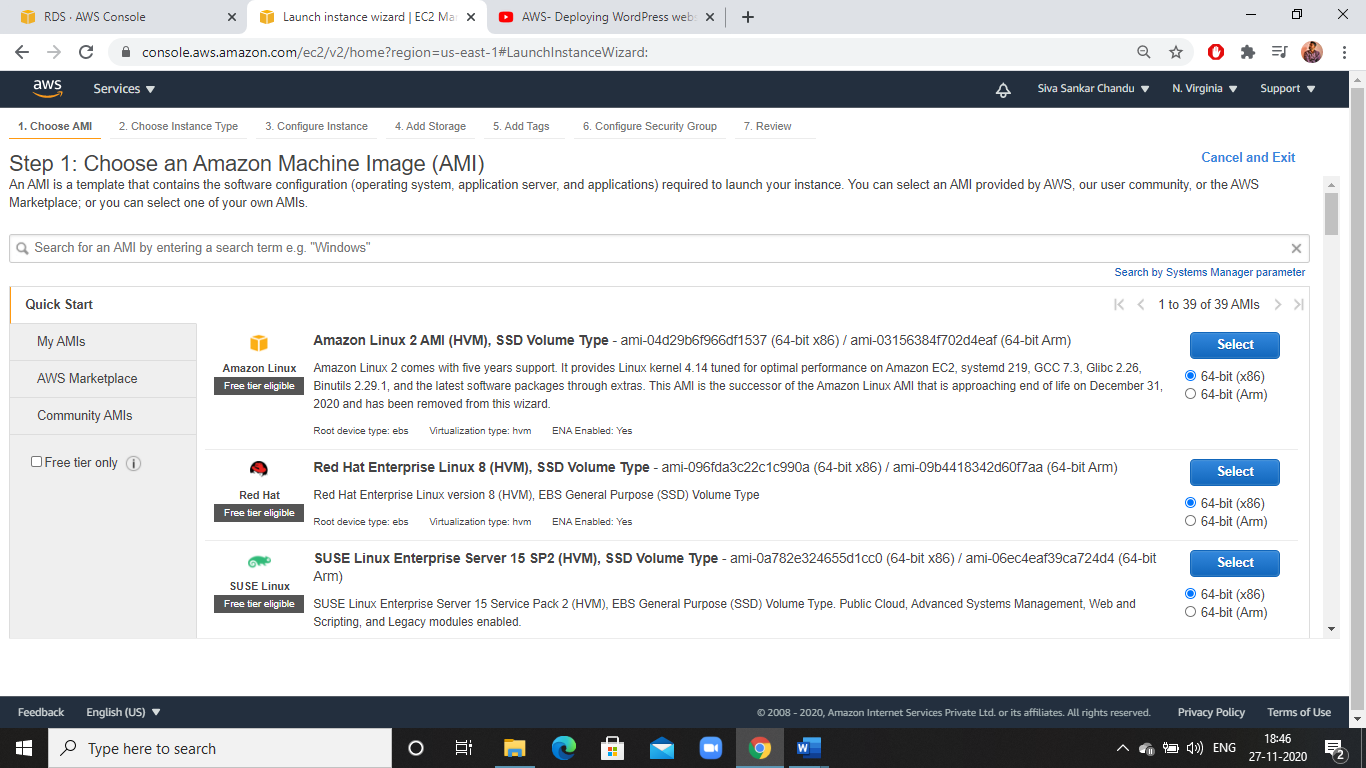 RDS · AWS Console
Launch instance wizard | EC2 Ma
AWS- Deploying WordPress web
console.aws.amazon.com/ec2/v2/home?region=us-east-1#LaunchInstanceWizard:
aws
Services
Siva Sankar Chandu
N. Virginia
Support
1. Choose AMI
2. Choose Instance Type
3. Configure Instance
4. Add Storage
5. Add Tags
6. Configure Security Group
7. Review
Step 1: Choose an Amazon Machine Image (AMI)
Cancel and Exit
An AMI is a template that contains the software configuration (operating system, application server, and applications) required to launch your instance. You can select an AMI provided by AWS, our user community, or the AWS
Marketplace; or you can select one of your own AMIs.
Search for an AMI by entering a search term e.g. "Windows"
Search by Systems Manager parameter
Quick Start
1 to 39 of 39 AMIs
My AMIs
AWS Marketplace
Community AMIs
Free tier only
i
Amazon Linux
Free tier eligible
Amazon Linux 2 AMI (HVM), SSD Volume Type - ami-04d29b6f966df1537 (64-bit x86) / ami-03156384f702d4eaf (64-bit Arm)
Amazon Linux 2 comes with five years support. It provides Linux kernel 4.14 tuned for optimal performance on Amazon EC2, systemd 219, GCC 7.3, Glibc 2.26,
Binutils 2.29.1, and the latest software packages through extras. This AMI is the successor of the Amazon Linux AMI that is approaching end of life on December 31,
2020 and has been removed from this wizard.
Root device type: ebs Virtualization type: hvm ENA Enabled: Yes
Select
64-bit (x86)
64-bit (Arm)
Red Hat
Free tier eligible
Red Hat Enterprise Linux 8 (HVM), SSD Volume Type - ami-096fda3c22c1c990a (64-bit x86) / ami-09b4418342d60f7aa (64-bit Arm)
Red Hat Enterprise Linux version 8 (HVM), EBS General Purpose (SSD) Volume Type
Root device type: ebs Virtualization type: hvm ENA Enabled: Yes
Select
64-bit (x86)
64-bit (Arm)
SUSE Linux
Free tier eligible
SUSE Linux Enterprise Server 15 SP2 (HVM), SSD Volume Type - ami-0a782e324655d1cc0 (64-bit x86) / ami-06ec4eaf39ca724d4 (64-bit
Arm)
SUSE Linux Enterprise Server 15 Service Pack 2 (HVM), EBS General Purpose (SSD) Volume Type. Public Cloud, Advanced Systems Management, Web and
Scripting, and Legacy modules enabled.
Select
64-bit (x86)
64-bit (Arm)
Feedback
English (US)
© 2008 - 2020, Amazon Internet Services Private Ltd. or its affiliates. All rights reserved.
Privacy Policy
Terms of Use
Type here to search
W
ENG
18:46
27-11-2020
2